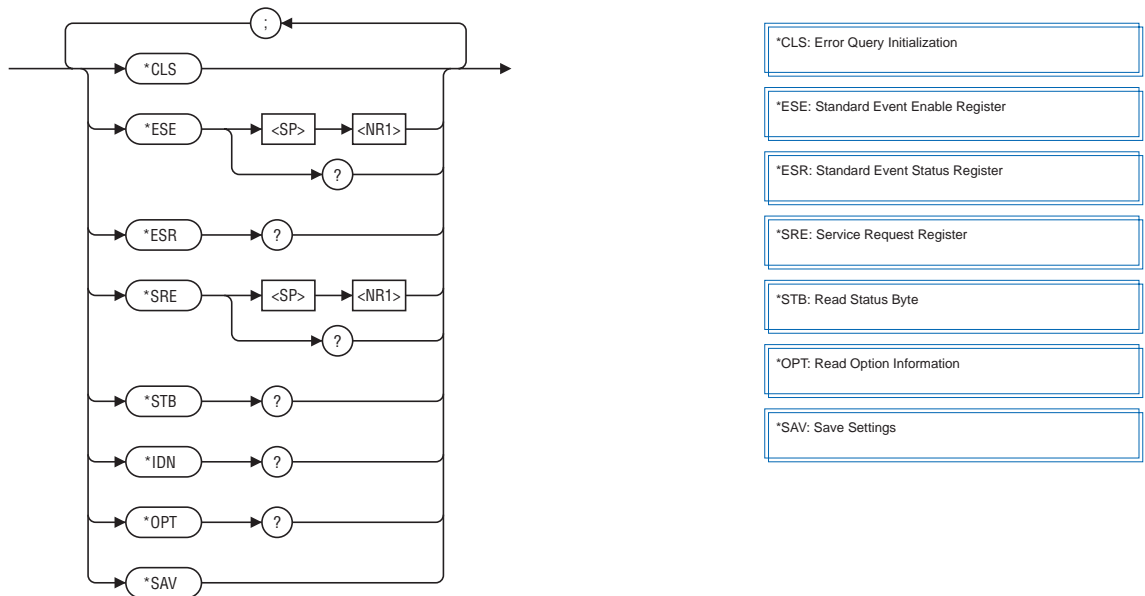 ;
*CLS
*ESE
<SP>
<NR1>
?
*ESR
?
*SRE
<SP>
<NR1>
?
*STB
?
*IDN
?
*OPT
?
*SAV
*CLS: Error Query Initialization
*ESE: Standard Event Enable Register
*ESR: Standard Event Status Register
*SRE: Service Request Register
*STB: Read Status Byte
*OPT: Read Option Information
*SAV: Save Settings